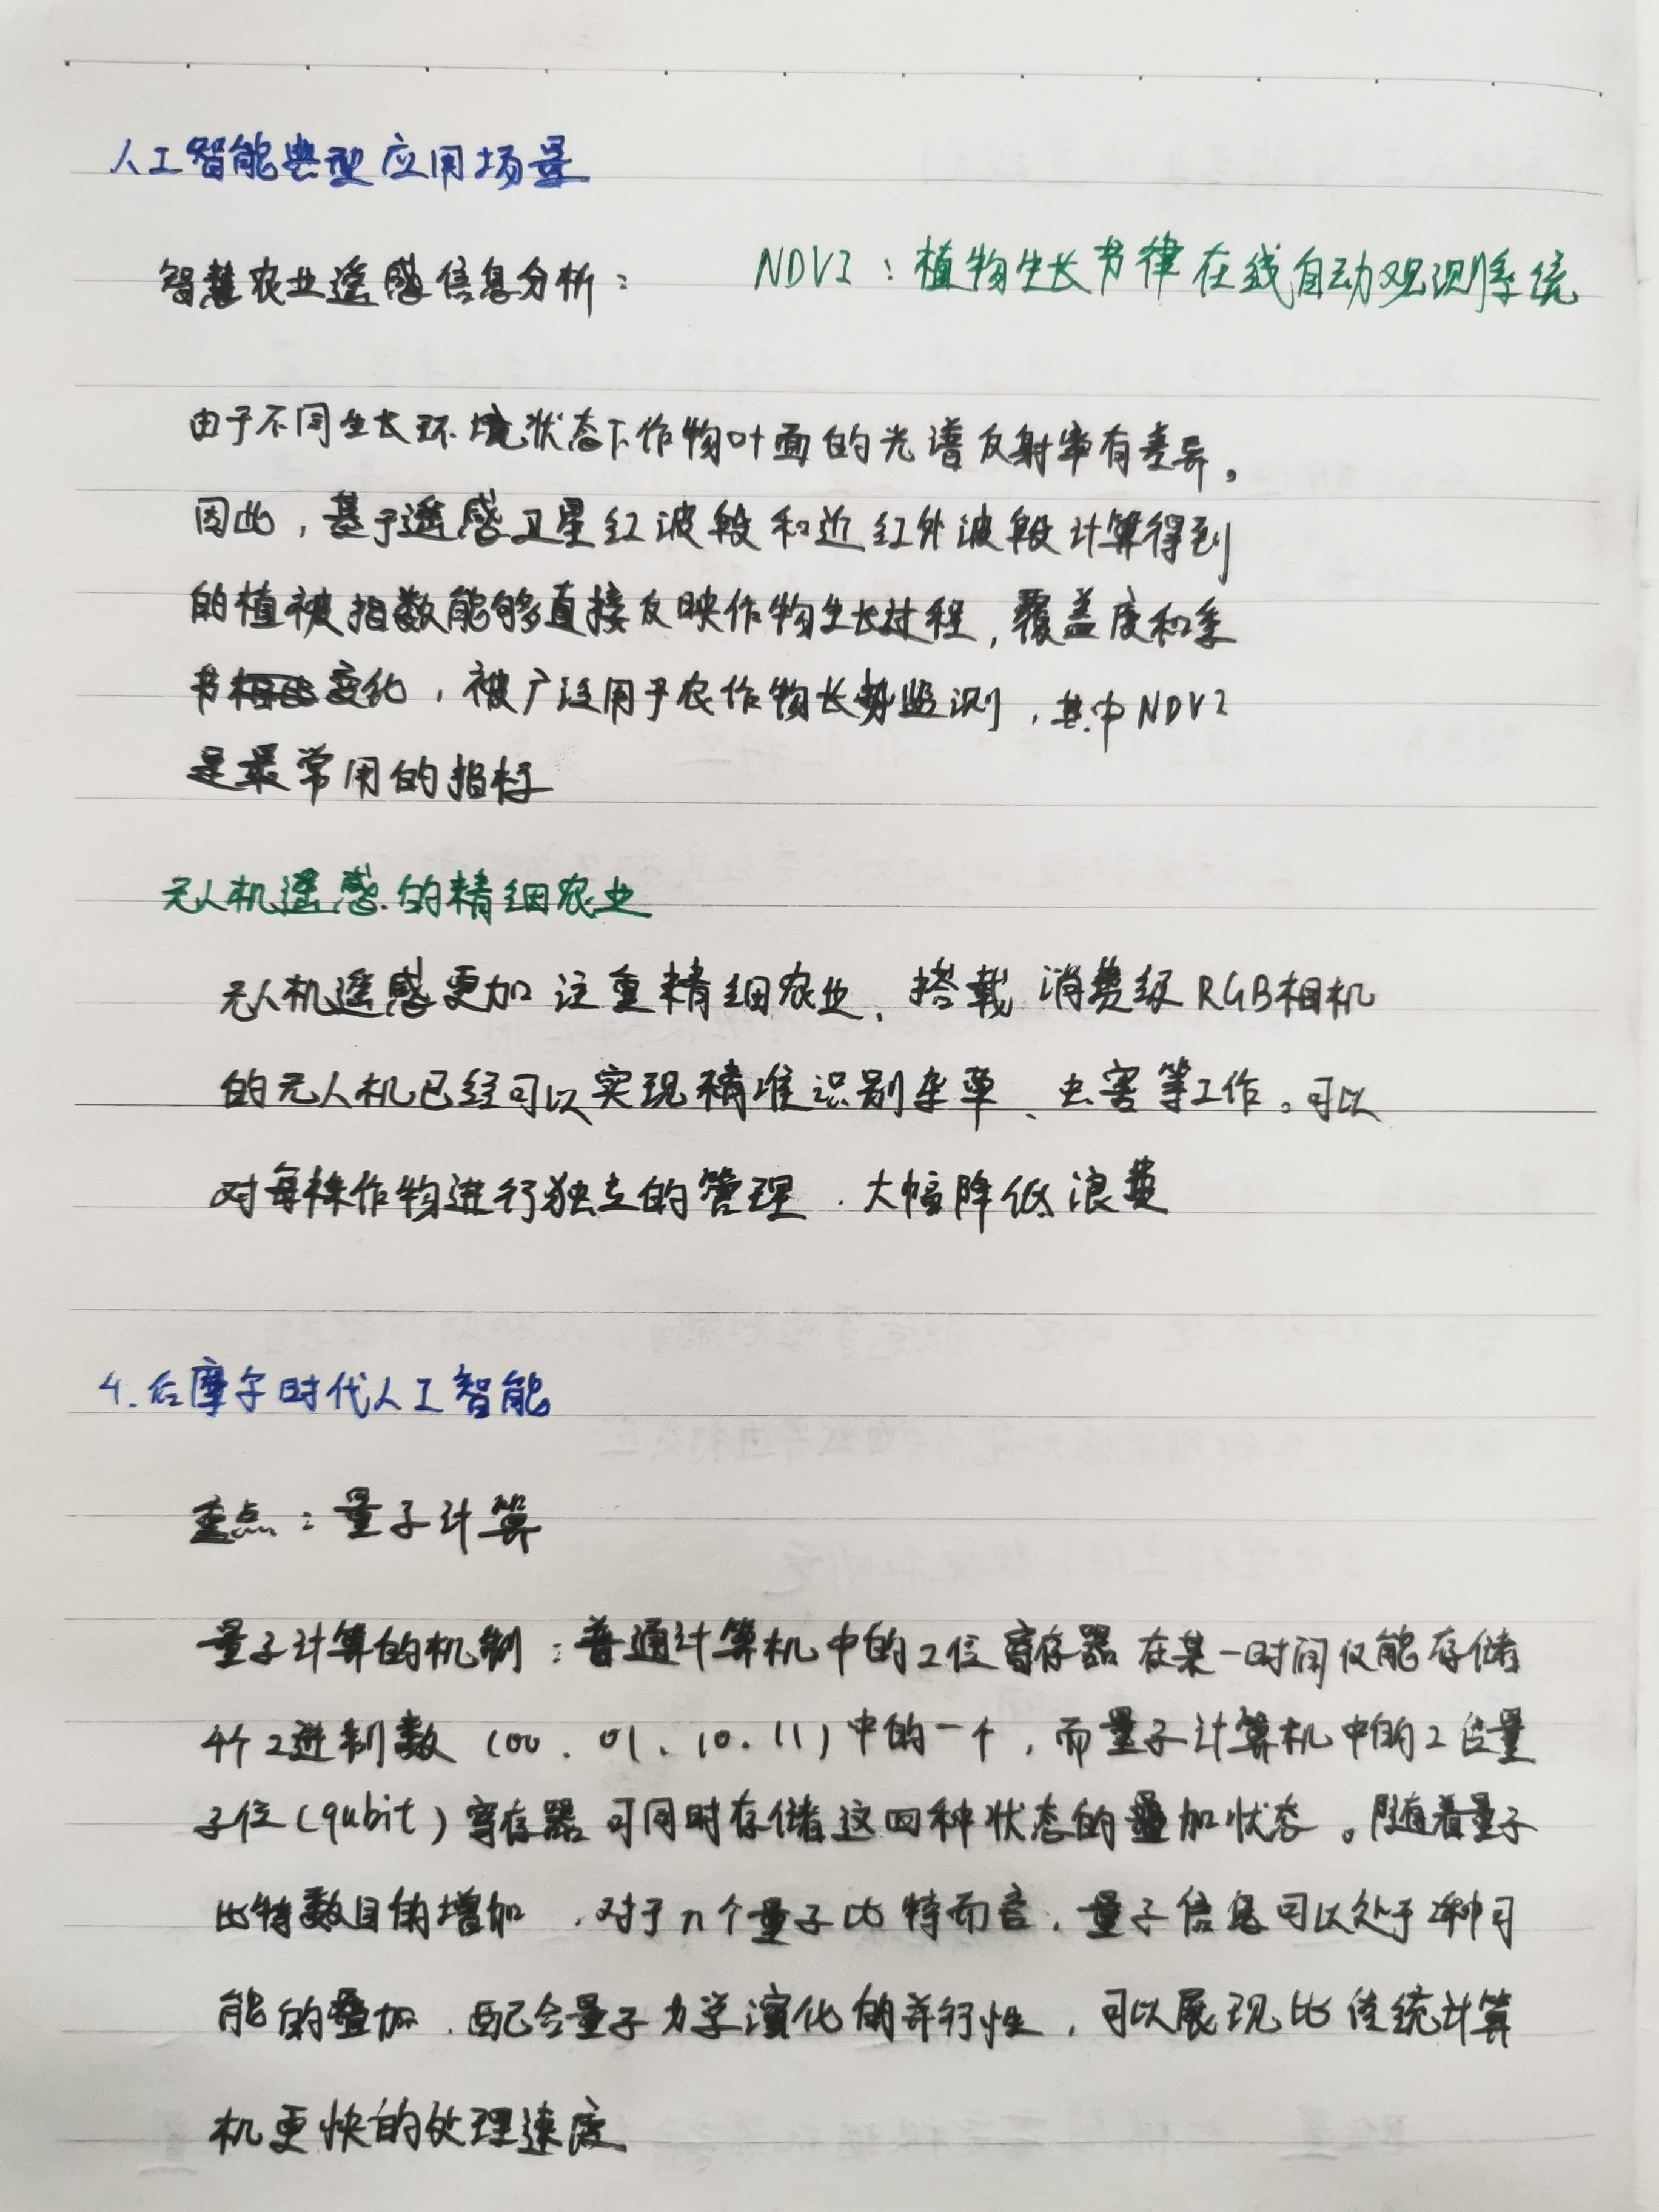 人工智能典型应用场景
智慧农业遥感信息分析： NDVI：植物生长节律在线自动观测系统
由于不同生长环境状态下作物叶面的光谱反射率有差异。
因此，基于遥感卫星红波段和近红外波段计算得到
的植被指数能够直接反映作物生长过程，覆盖度和季
节变化，被广泛用于农作物长势监测，其中NDVI
是最常用的指标
无人机遥感的精细农业
无人机遥感更加注重精细农业、搭载消费级RGB相机
的无人机已经可以实现精准识别杂草、虫害等工作。可以
对每株作物进行独立的管理、大幅降低浪费
4.后摩尔时代人工智能
重点：量子计算
量子计算的机制：普通计算机中的2位寄存器在某一时间仅能存储
4个2进制数（00、01、10、11）中的一个，而量子计算机中的2位量
子位（qubit）寄存器可同时存储这四种状态的叠加状态。随着量子
比特数目的增加，对于n个量子比特而言，量子信息可以处于2种可
能的叠加，配合量子力学演化的并行性，可以展现比传统计算
机更快的处理速度